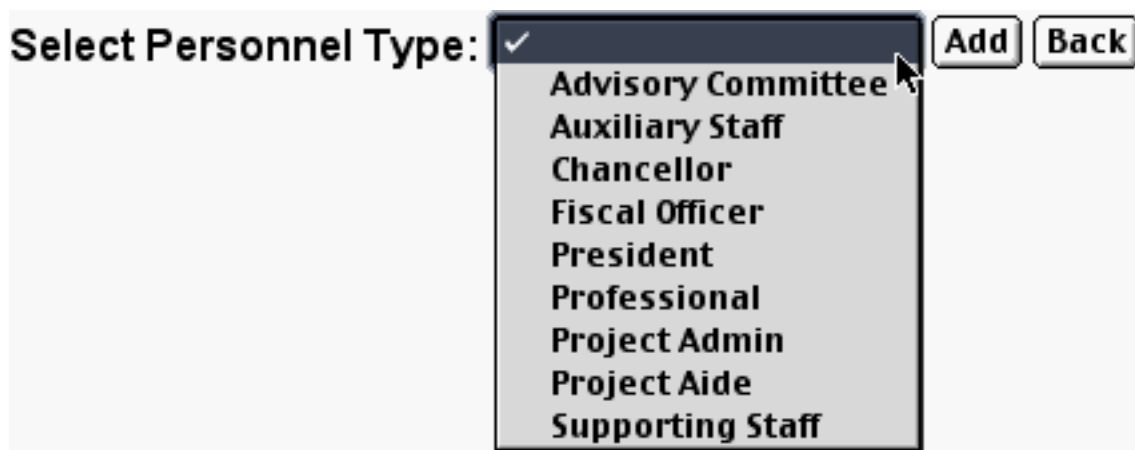 Select Personnel Type: Add Back
Advisory Committee
Auxiliary Staff
Chancellor
Fiscal Officer
President
Professional
Project Admin
Project Aide
Supporting Staff